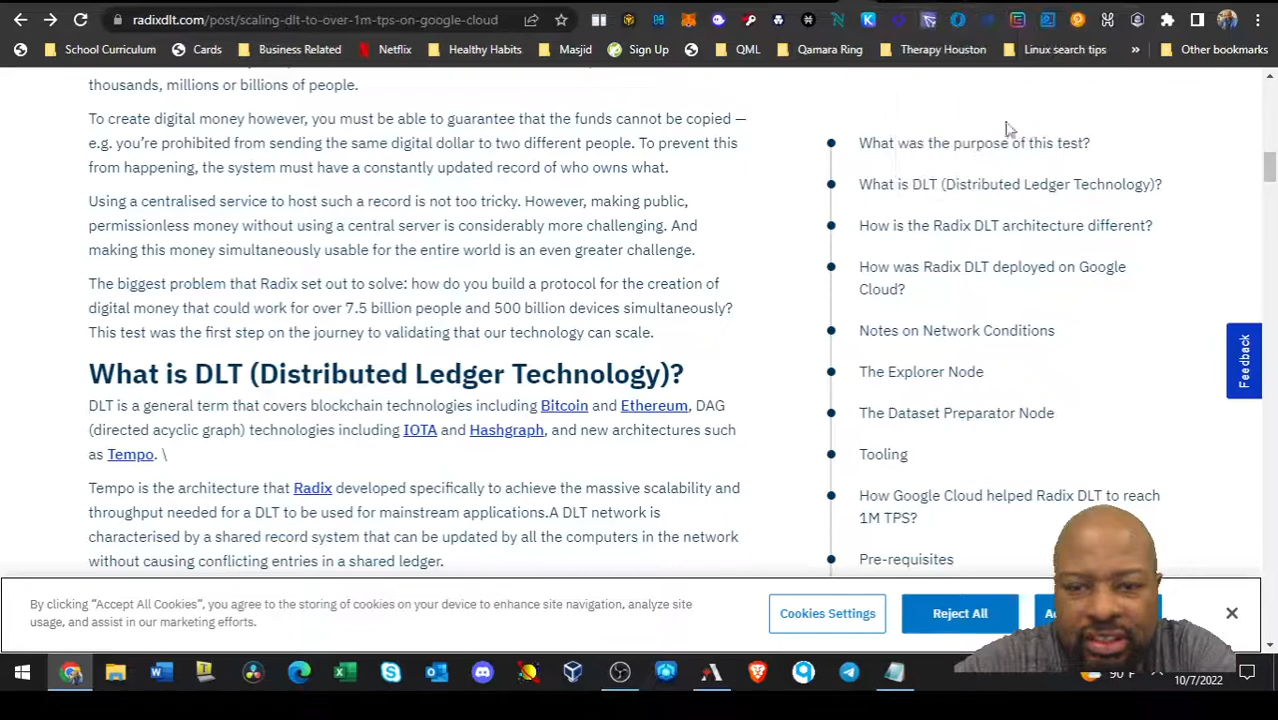 radixdlt.com/post/scaling-dlt-to-over-1m-tps-on-google-cloud
School Curriculum
Cards
Business Related
Netflix
Healthy Habits
Masjid
Sign Up
QML
Qamara Ring
Therapy Houston
Linux search tips
»
Other bookmarks
thousands, millions or billions of people.
To create digital money however, you must be able to guarantee that the funds cannot be copied —
e.g. you're prohibited from sending the same digital dollar to two different people. To prevent this
from happening, the system must have a constantly updated record of who owns what.
Using a centralised service to host such a record is not too tricky. However, making public,
permissionless money without using a central server is considerably more challenging. And
making this money simultaneously usable for the entire world is an even greater challenge.
The biggest problem that Radix set out to solve: how do you build a protocol for the creation of
digital money that could work for over 7.5 billion people and 500 billion devices simultaneously?
This test was the first step on the journey to validating that our technology can scale.
What is DLT (Distributed Ledger Technology)?
DLT is a general term that covers blockchain technologies including Bitcoin and Ethereum, DAG
(directed acyclic graph) technologies including IOTA and Hashgraph, and new architectures such
as Tempo. \
Tempo is the architecture that Radix developed specifically to achieve the massive scalability and
throughput needed for a DLT to be used for mainstream applications.A DLT network is
characterised by a shared record system that can be updated by all the computers in the network
without causing conflicting entries in a shared ledger.
What was the purpose of this test?
What is DLT (Distributed Ledger Technology)?
How is the Radix DLT architecture different?
How was Radix DLT deployed on Google
Cloud?
Notes on Network Conditions
The Explorer Node
The Dataset Preparator Node
Tooling
How Google Cloud helped Radix DLT to reach
1M TPS?
Pre-requisites
Feedback
By clicking "Accept All Cookies", you agree to the storing of cookies on your device to enhance site navigation, analyze site
usage, and assist in our marketing efforts.
Cookies Settings
Reject All
90°F
10/7/2022